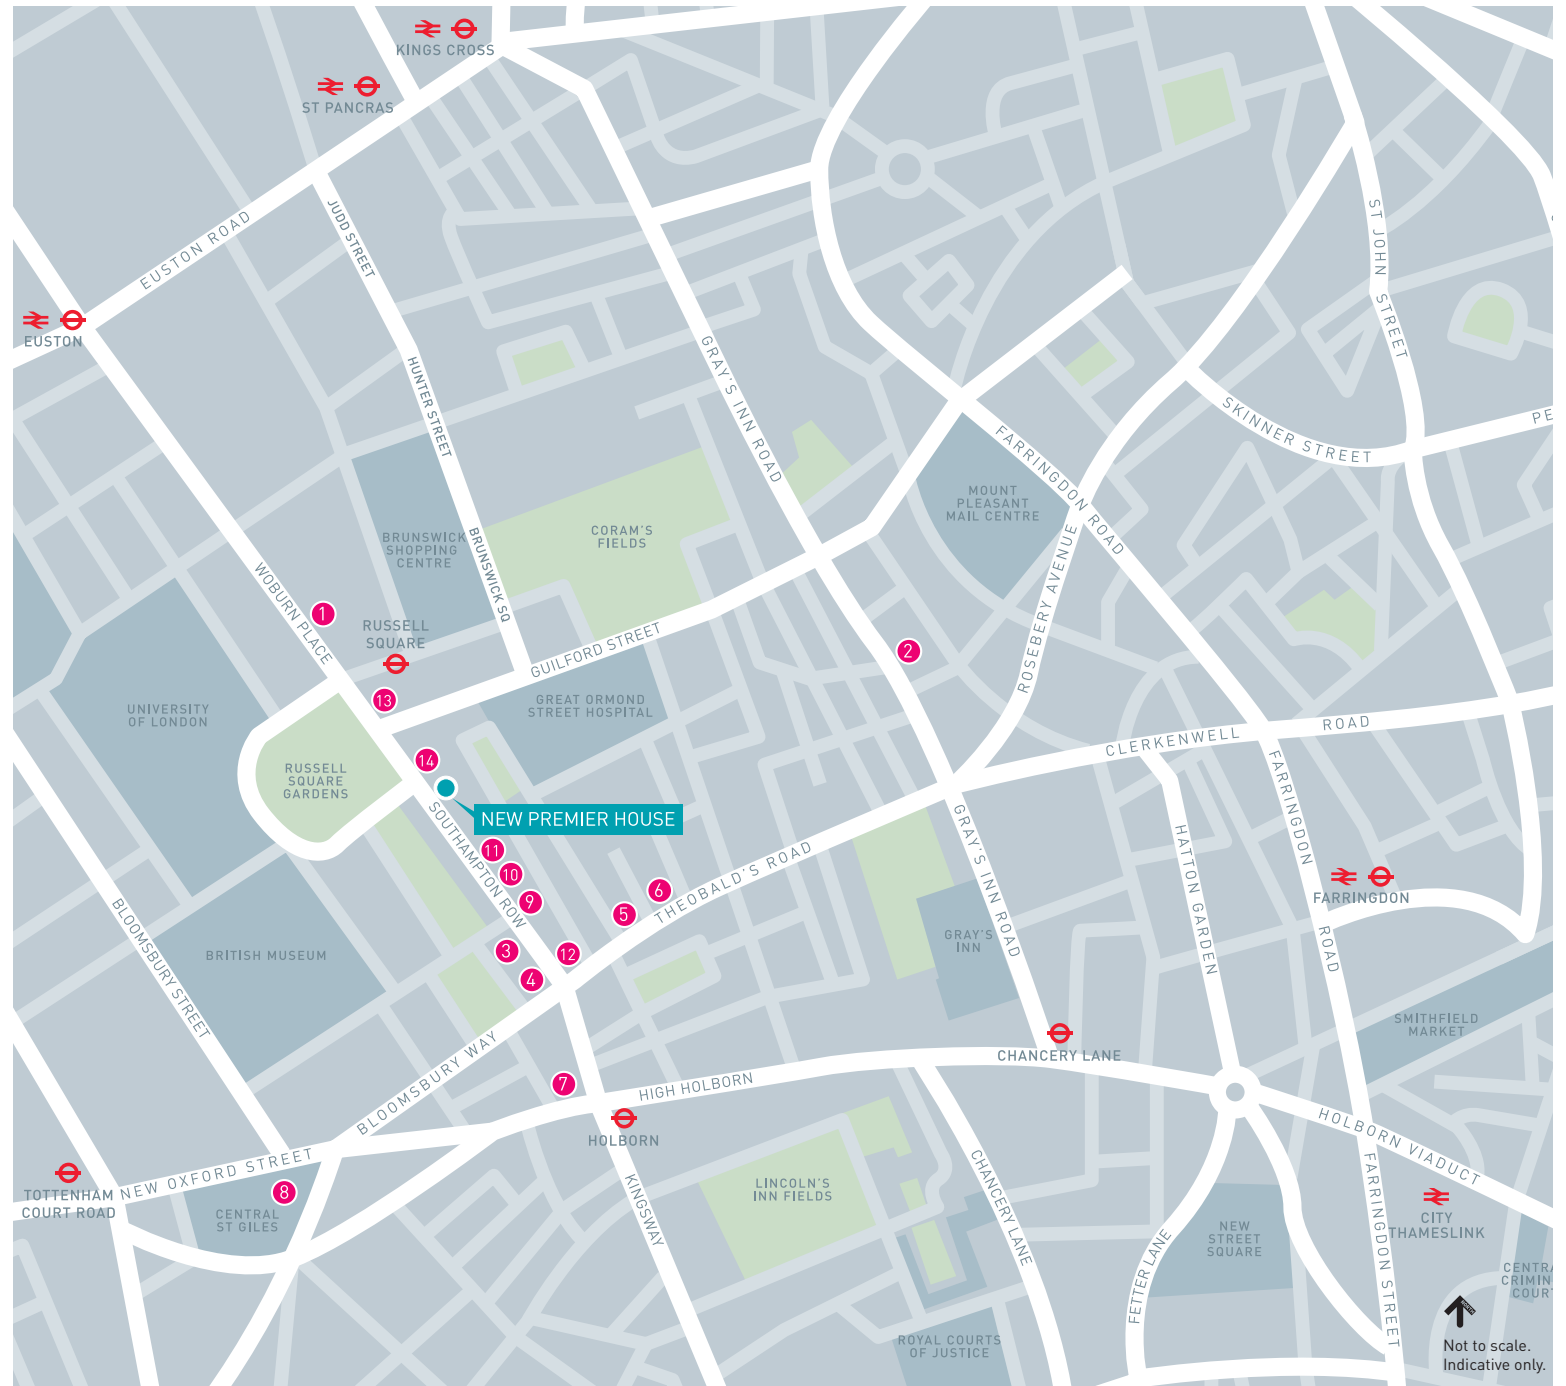 KINGS CROSS
ST PANCRAS
EUSTON ROAD
JUDD STREET
ST JOHN STREET
EUSTON
HUNTER STREET
GRAY'S INN ROAD
SKINNER STREET
PE
FARRINGDON ROAD
MOUNT
PLEASANT
MAIL CENTRE
BRUNSWICK
SHOPPING
CENTRE
BRUNSWICK SQ
CORAM'S
FIELDS
WOBURN PLACE
1
RUSSELL
SQUARE
GUILFORD STREET
2
ROSEBERY AVENUE
13
UNIVERSITY
OF LONDON
GREAT ORMOND
STREET HOSPITAL
CLERKENWELL ROAD
14
RUSSELL
SQUARE
GARDENS
NEW PREMIER HOUSE
SOUTHAMPTON ROW
11
10
9
6
5
THEOBALD'S ROAD
GRAY'S INN ROAD
HATTON GARDEN
FARRINGDON ROAD
FARRINGDON
BLOOMSBURY STREET
BRITISH MUSEUM
3
12
4
GRAY'S
INN
SMITHFIELD
MARKET
CHANCERY LANE
BLOOMSBURY WAY
7
HIGH HOLBORN
HOLBORN
HOLBORN VIADUCT
TOTTENHAM
COURT ROAD
NEW OXFORD STREET
8
CENTRAL
ST GILES
KINGSWAY
LINCOLN'S
INN FIELDS
CHANCERY LANE
FETTER LANE
NEW
STREET
SQUARE
FARRINGDON STREET
CITY
THAMESLINK
CENTRA
CRIMIN
COURT
ROYAL COURTS
OF JUSTICE
NORTH
Not to scale.
Indicative only.